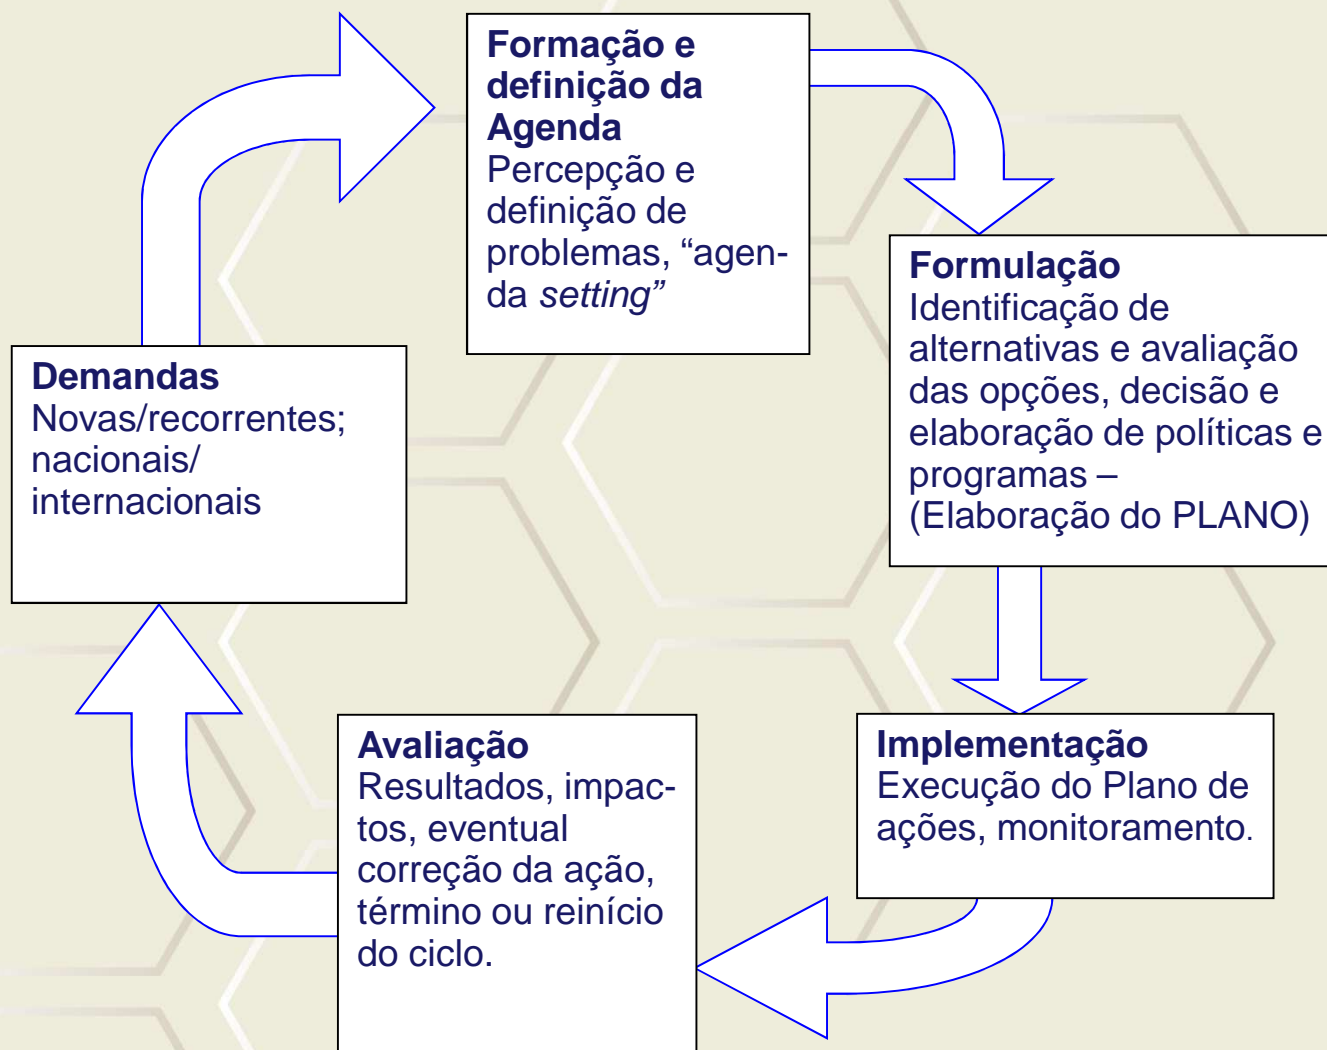 Formação e
definição da
Agenda
Percepção e
definição de
problemas, “agen-
da setting”
Formulação
Identificação de
alternativas e avaliação
das opções, decisão e
elaboração de políticas e
programas –
(Elaboração do PLANO)
Demandas
Novas/recorrentes;
nacionais/
internacionais
Avaliação
Resultados, impac-
tos, eventual
correção da ação,
término ou reinício
do ciclo.
Implementação
Execução do Plano de
ações, monitoramento.